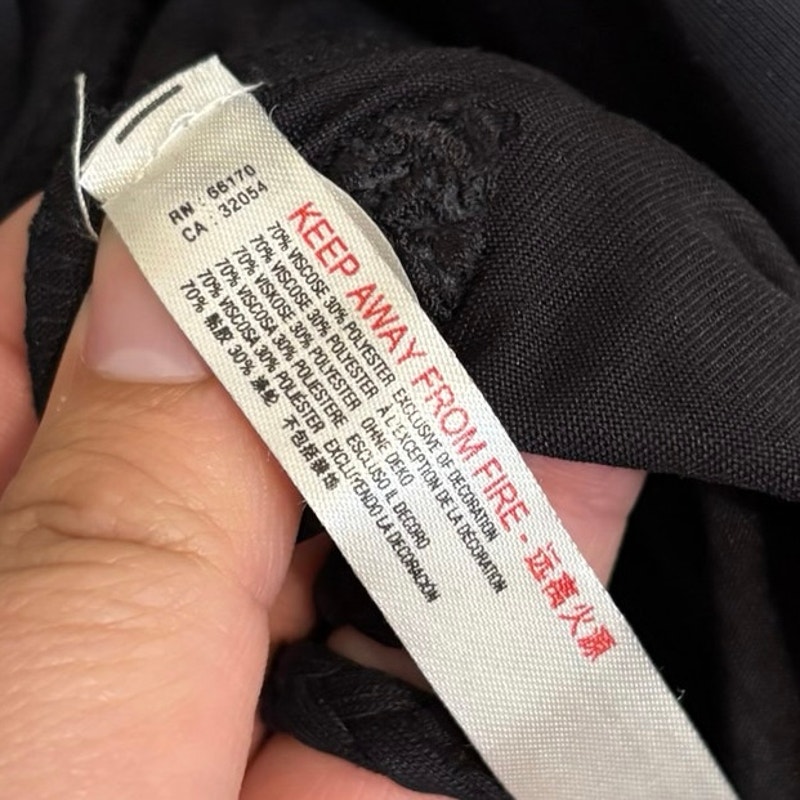 RN : 66170
CA : 32054
KEEP AWAY FROM FIRE - 远离火源
70% VISCOSE 30% POLYESTER EXCLUSIVE OF DECORATION
70% VISCOSE 30% POLYESTER À L'EXCEPTION DE LA DÉCORATION
70% VISKOSE 30% POLYESTER OHNE DEKO
70% VISCOSA 30% POLIESTERE ESCLUSO IL DECORO
70% VISCOSA 30% POLIÉSTER EXCLUYENDO LA DECORACIÓN
70% 粘胶 30% 涤纶 不包括装饰